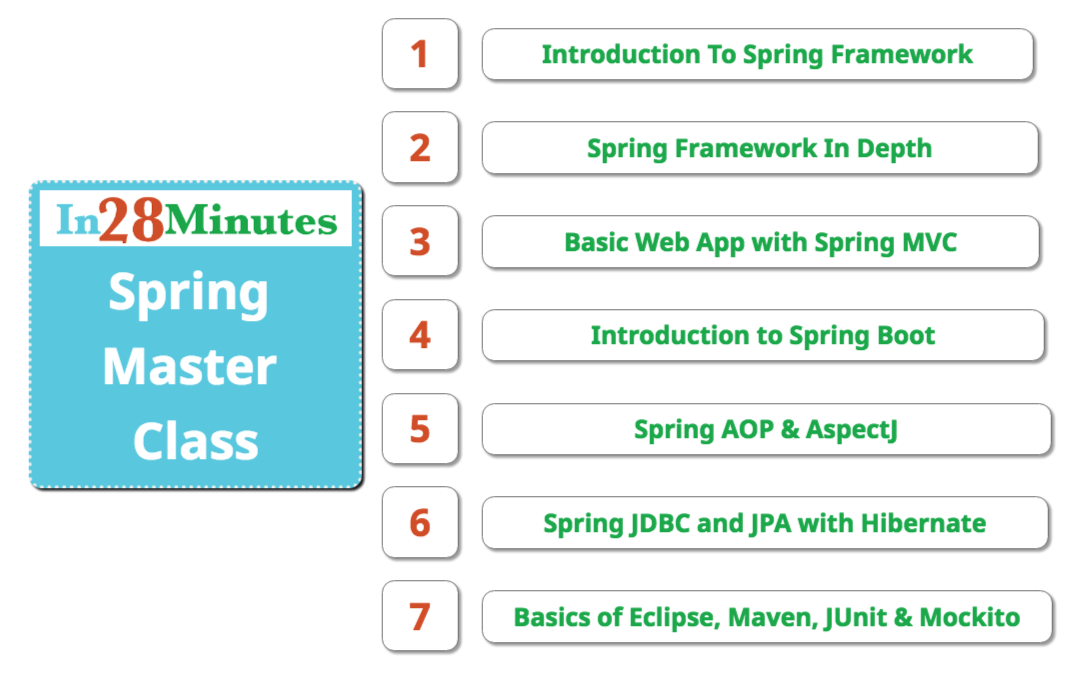 In28Minutes
Spring
Master
Class
1
Introduction To Spring Framework
2
Spring Framework In Depth
3
Basic Web App with Spring MVC
4
Introduction to Spring Boot
5
Spring AOP & AspectJ
6
Spring JDBC and JPA with Hibernate
7
Basics of Eclipse, Maven, JUnit & Mockito